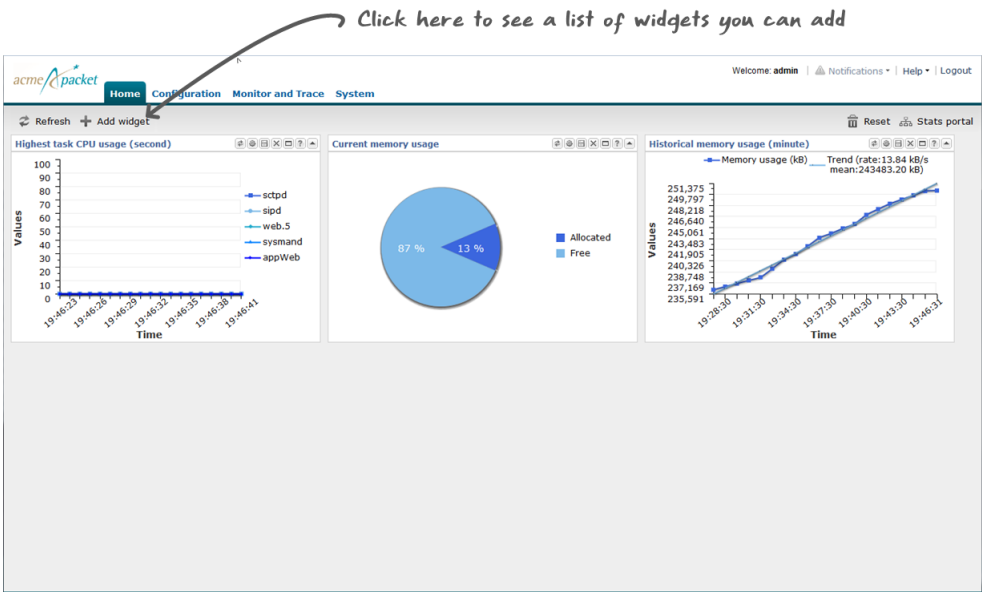 Click here to see a list of widgets you can add
acme packet
Welcome: admin | Notifications | Help | Logout
Home Configuration Monitor and Trace System
Refresh Add widget Reset Stats portal
Highest task CPU usage (second)
100
90
80
70
60
50
40
30
20
10
0
Values
19:46:23 19:46:26 19:46:29 19:46:32 19:46:35 19:46:38 19:46:41
Time
sctpd
sipd
web.5
sysmand
appWeb
Current memory usage
87 %
13 %
Allocated
Free
Historical memory usage (minute)
Memory usage (kB) Trend (rate:13.84 kB/s
mean:243483.20 kB)
251,375
249,797
248,218
246,640
245,061
243,483
241,905
240,326
238,748
237,169
235,591
Values
19:28:30 19:31:30 19:34:30 19:37:30 19:40:30 19:43:30 19:46:31
Time